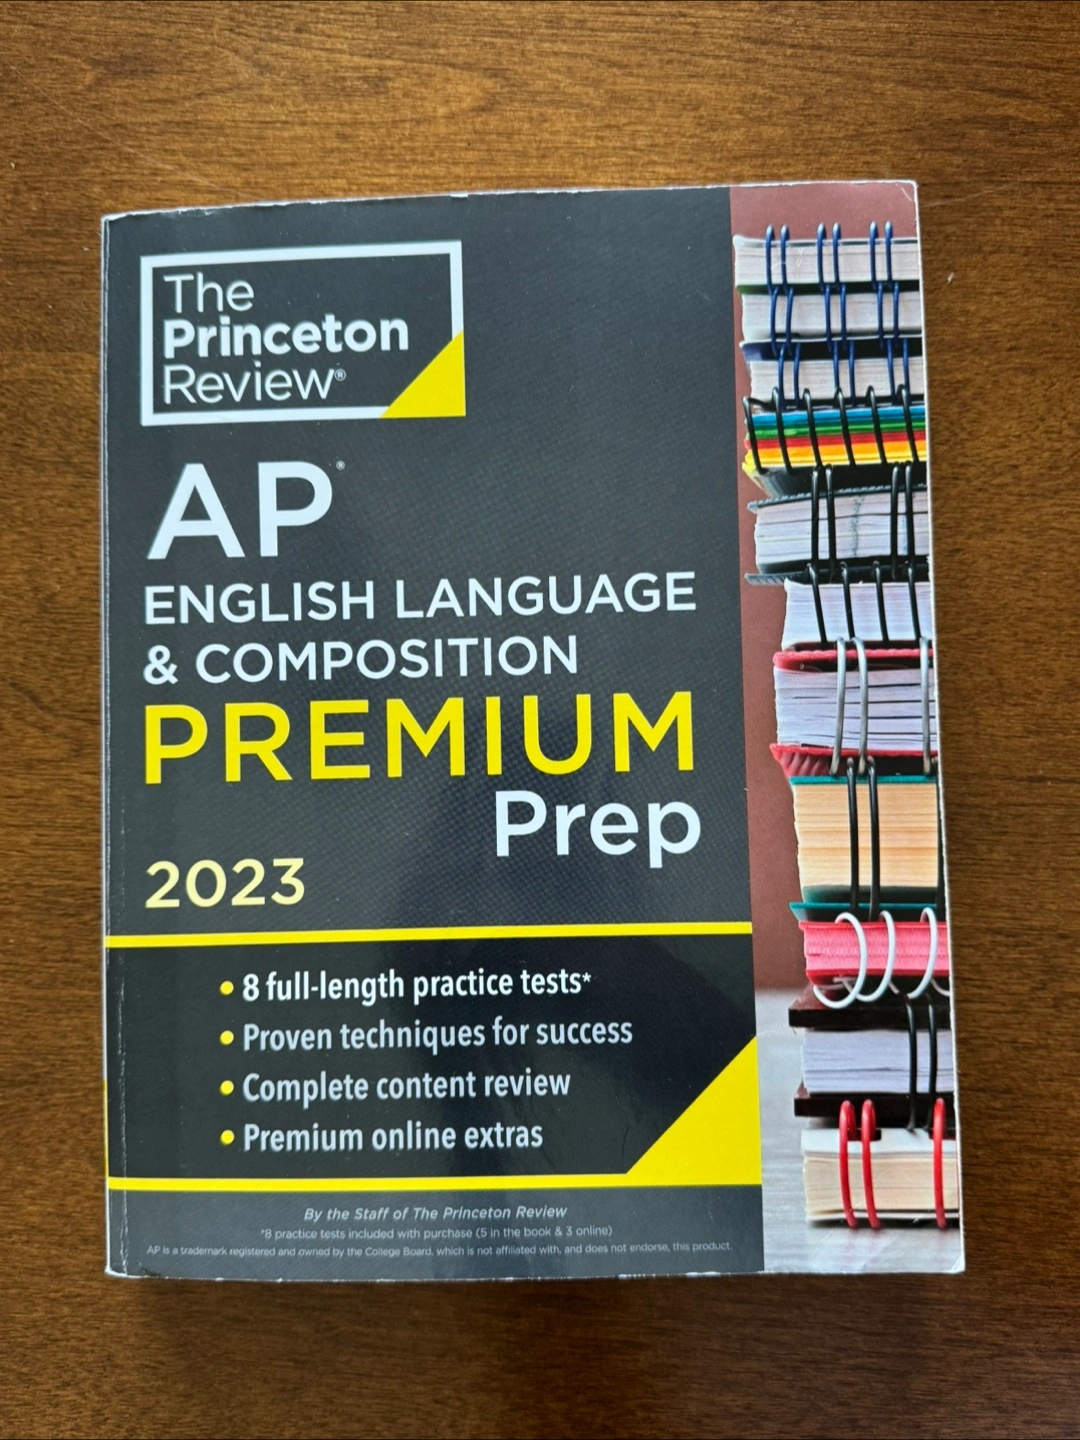 The
Princeton
Review®
AP®
ENGLISH LANGUAGE
& COMPOSITION
PREMIUM
Prep
2023
• 8 full-length practice tests*
• Proven techniques for success
• Complete content review
• Premium online extras
By the Staff of The Princeton Review
*8 practice tests included with purchase (5 in the book & 3 online)
AP is a trademark registered and owned by the College Board, which is not affiliated with, and does not endorse, this product.